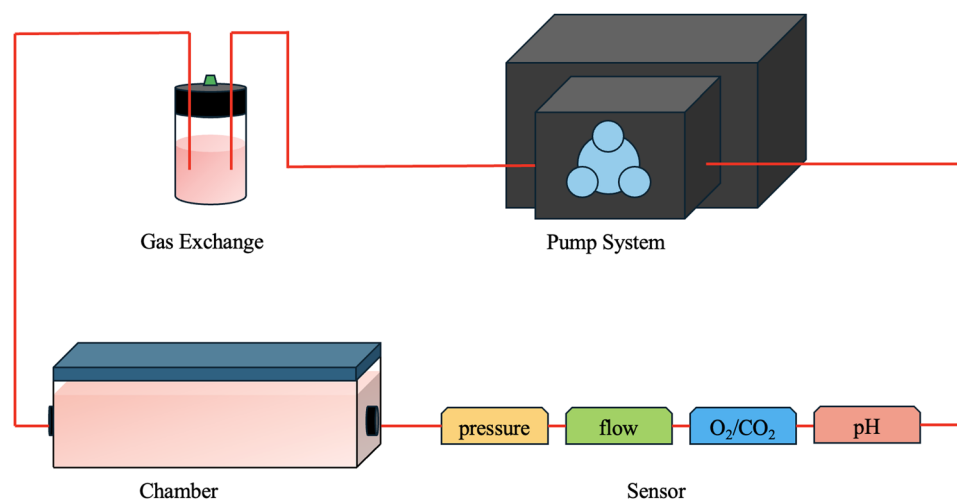 Gas Exchange
Pump System
pressure
flow
O₂/CO₂
pH
Chamber
Sensor